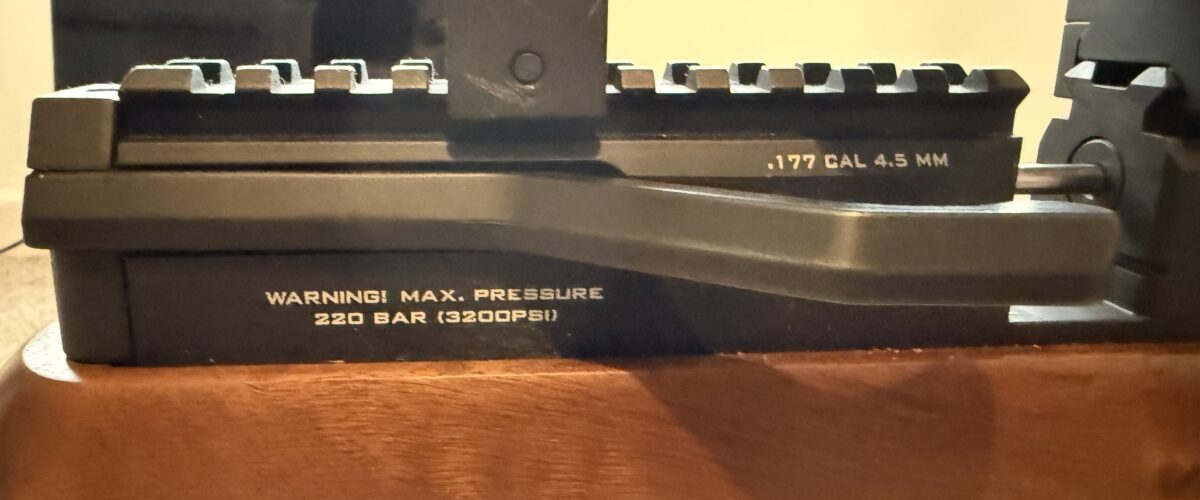 .177 CAL 4.5 MM
WARNING! MAX. PRESSURE
220 BAR (3200PSI)